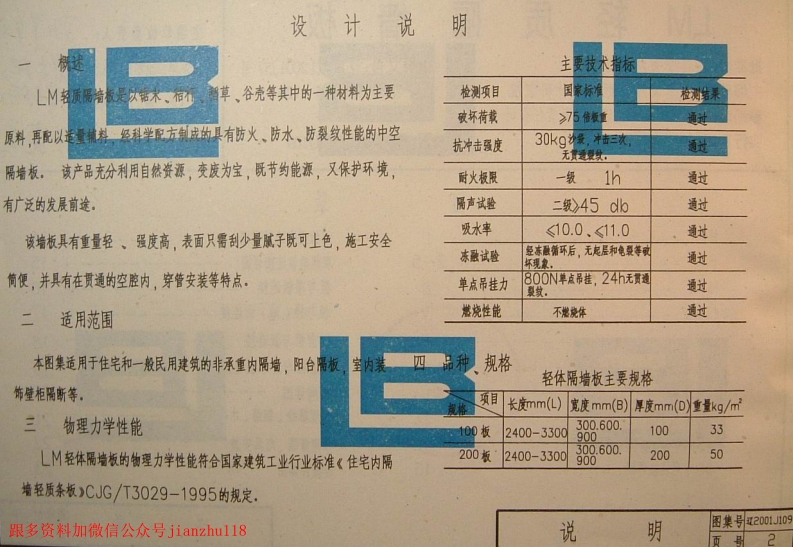 设 计 说 明
一 概述
LM轻质隔墙板是以锯木、秸秆、稻草、谷壳等其中的一种材料为主要
原料,再配以适量辅料,经科学配方制成的具有防火、防水、防裂纹性能的中空
隔墙板。 该产品充分利用自然资源,变废为宝,既节约能源,又保护环境,
有广泛的发展前途。
该墙板具有重量轻 、强度高,表面只需刮少量腻子既可上色,施工安全
简便,并具有在贯通的空腔内,穿管安装等特点。
二 适用范围
本图集适用于住宅和一般民用建筑的非承重内隔墙,阳台隔板,室内装
饰壁柜隔断等。
三 物理力学性能
LM轻体隔墙板的物理力学性能符合国家建筑工业行业标准《住宅内隔
墙轻质条板》CJG/T3029-1995的规定。
主要技术指标
检测项目 国家标准 检测结果
破坏荷载 ≥75倍板重 通过
抗冲击强度 30kg沙袋,冲击三次,
无贯通裂纹。 通过
耐火极限 一级 1h 通过
隔声试验 二级≥45 db 通过
吸水率 ≤10.0、≤11.0 通过
冻融试验 经冻融循环后,无起层和龟裂等破
坏现象。 通过
单点吊挂力 800N单点吊挂,24h无贯通
裂纹。 通过
燃烧性能 不燃烧体 通过
四 品种、规格
轻体隔墙板主要规格
项目
规格 长度mm(L) 宽度mm(B) 厚度mm(D) 重量kg/m²
100板 2400-3300 300.600.
900 100 33
200板 2400-3300 300.600.
900 200 50
说 明
图集号 辽2001J109
页 号 2
跟多资料加微信公众号jianzhu118
LB
LB
LB